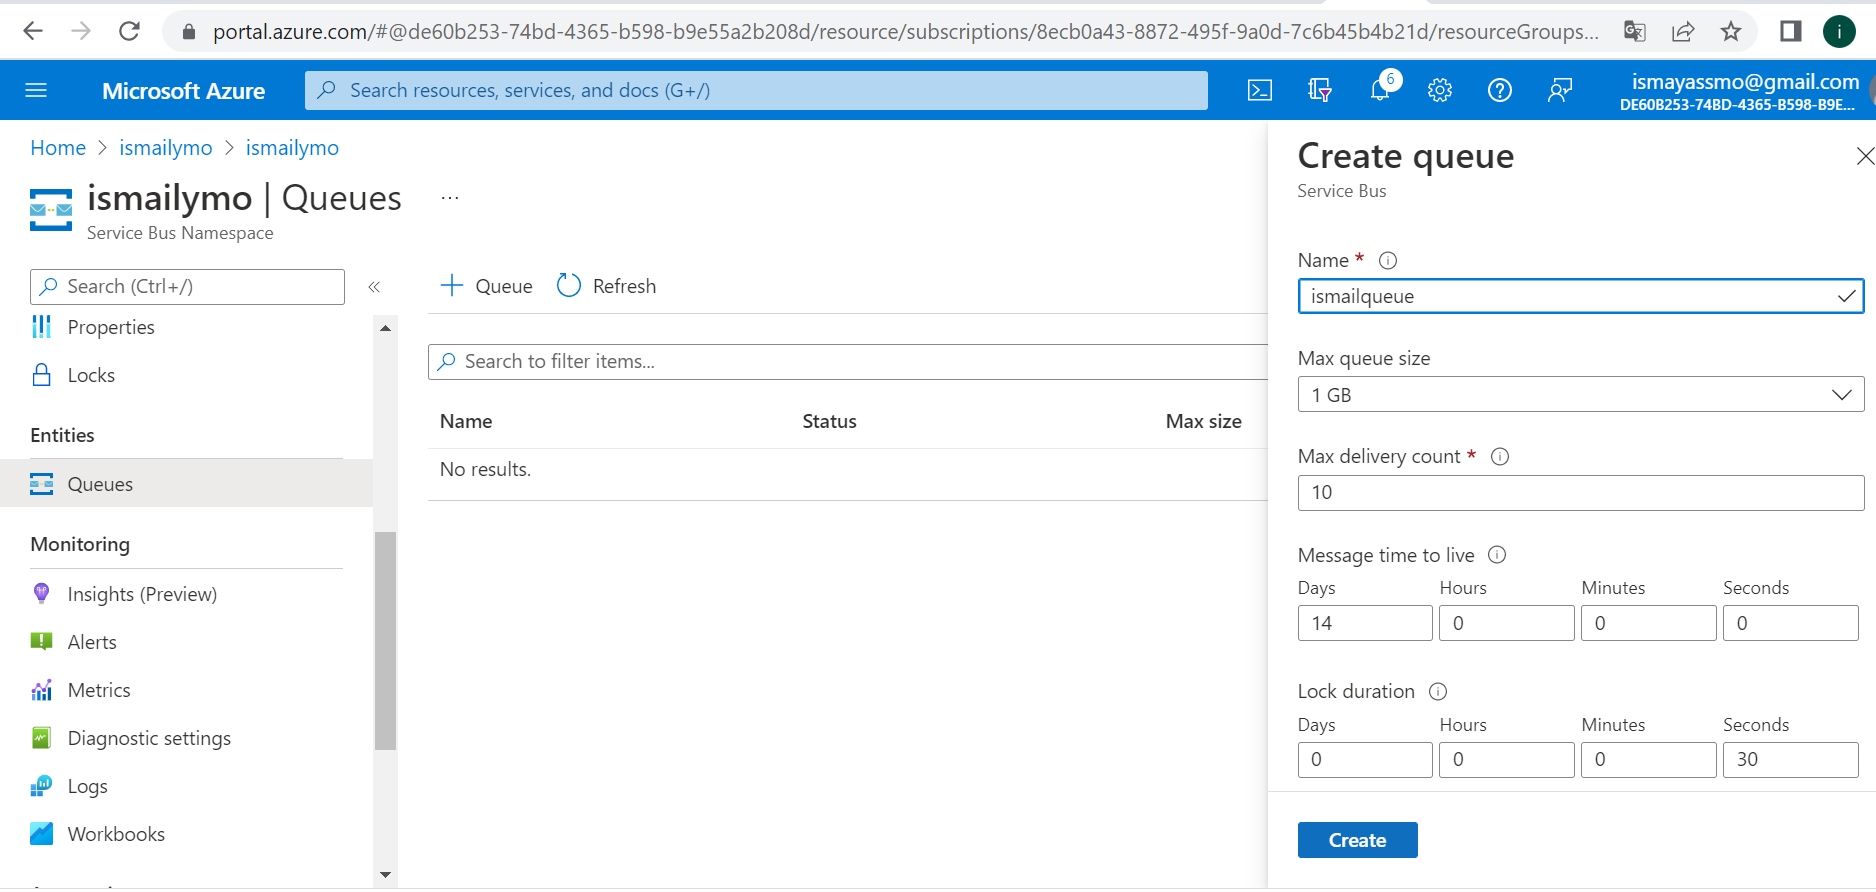 portal.azure.com/#@de60b253-74bd-4365-b598-b9e55a2b208d/resource/subscriptions/8ecb0a43-8872-495f-9a0d-7c6b45b4b21d/resourceGroups...
i
Microsoft Azure
Search resources, services, and docs (G+/)
6
ismayassmo@gmail.com
DE60B253-74BD-4365-B598-B9E...
Home > ismailymo > ismailymo
ismailymo | Queues
...
Service Bus Namespace
Search (Ctrl+/)
«
Properties
Locks
Entities
Queues
Monitoring
Insights (Preview)
Alerts
Metrics
Diagnostic settings
Logs
Workbooks
+ Queue
Refresh
Search to filter items...
Name Status Max size
No results.
Create queue
Service Bus
Name *
ismailqueue
Max queue size
1 GB
Max delivery count *
10
Message time to live
Days Hours Minutes Seconds
14 0 0 0
Lock duration
Days Hours Minutes Seconds
0 0 0 30
Create